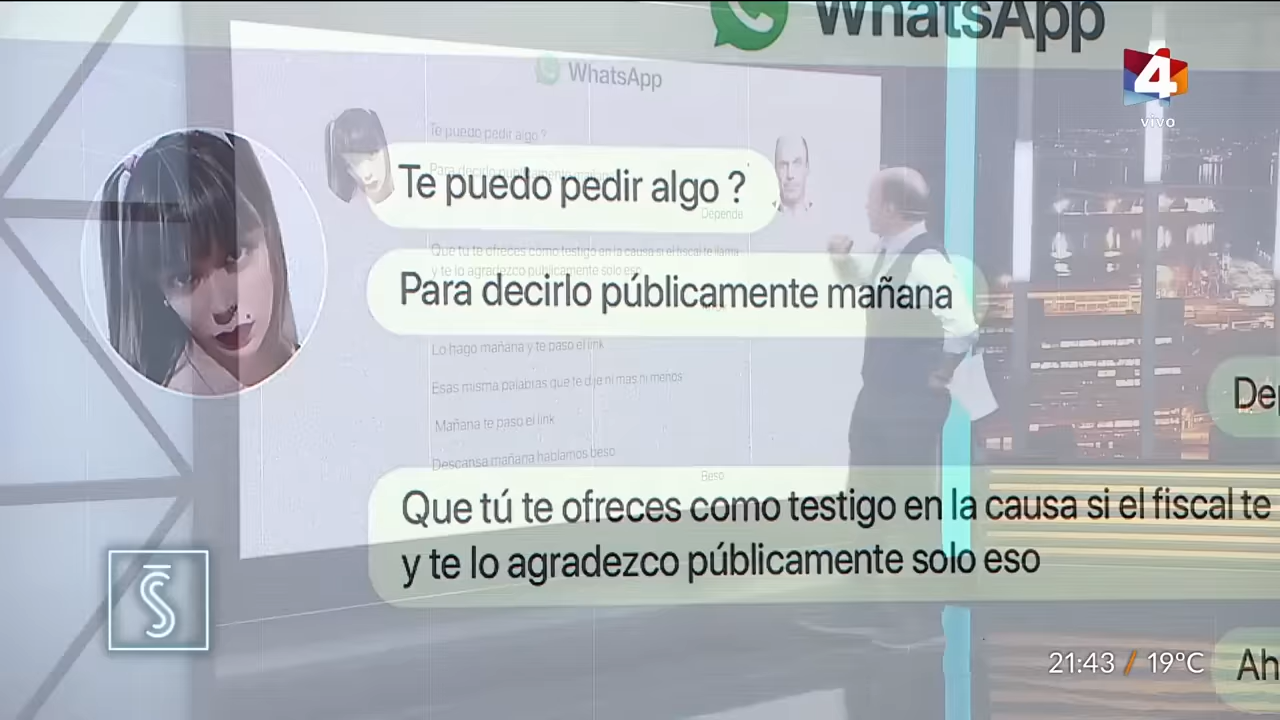 WhatsApp
4
vivo
WhatsApp
Te puedo pedir algo ?
Te puedo pedir algo ?
Para decirlo públicamente mañana
Depende
Que tu te ofreces como testigo en la causa si el fiscal te llama
y te lo agradezco públicamente solo eso
Para decirlo públicamente mañana
Lo hago mañana y te paso el link
Esas misma palabras que te dije ni mas ni menos
Mañana te paso el link
Descansa mañana hablamos beso
Beso
Que tú te ofreces como testigo en la causa si el fiscal te
y te lo agradezco públicamente solo eso
21:43 / 19°C